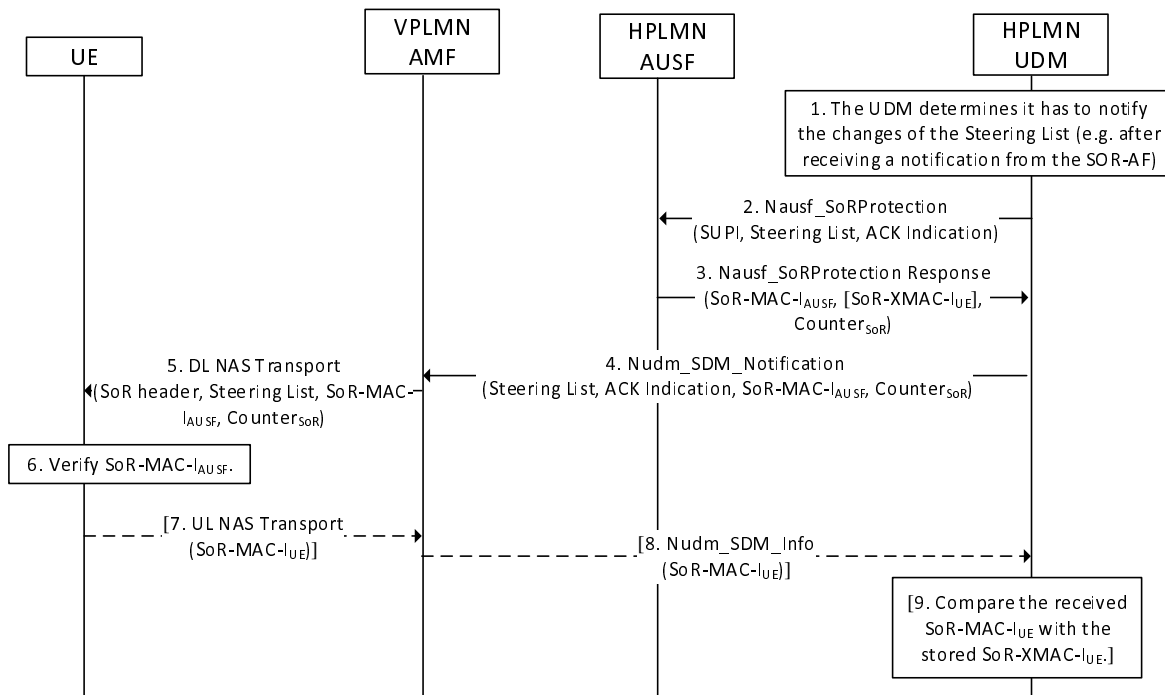 UE
VPLMN
AMF
HPLMN
AUSF
HPLMN
UDM
1. The UDM determines it has to notify
the changes of the Steering List (e.g. after
receiving a notification from the SOR-AF)
2. Nausf_SoRProtection
(SUPI, Steering List, ACK Indication)
3. Nausf_SoRProtection Response
(SoR-MAC-IAUSF, [SoR-XMAC-IUE],
CounterSoR)
4. Nudm_SDM_Notification
(Steering List, ACK Indication, SoR-MAC-IAUSF, CounterSoR)
5. DL NAS Transport
(SoR header, Steering List, SoR-MAC-
IAUSF, CounterSoR)
6. Verify SoR-MAC-IAUSF.
[7. UL NAS Transport
(SoR-MAC-IUE)]
[8. Nudm_SDM_Info
(SoR-MAC-IUE)]
[9. Compare the received
SoR-MAC-IUE with the
stored SoR-XMAC-IUE.]